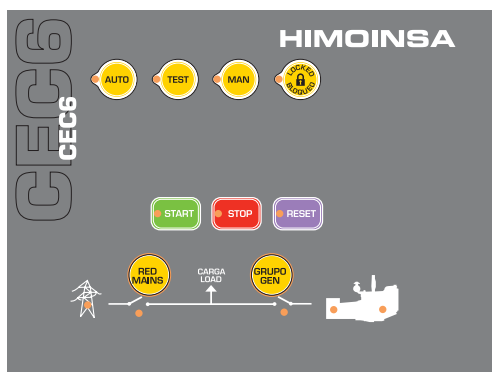 CEC6
CEC6
HIMOINSA
AUTO
TEST
MAN
LOCKED
BLOQUEO
START
STOP
RESET
RED
MAINS
CARGA
LOAD
GRUPO
GEN